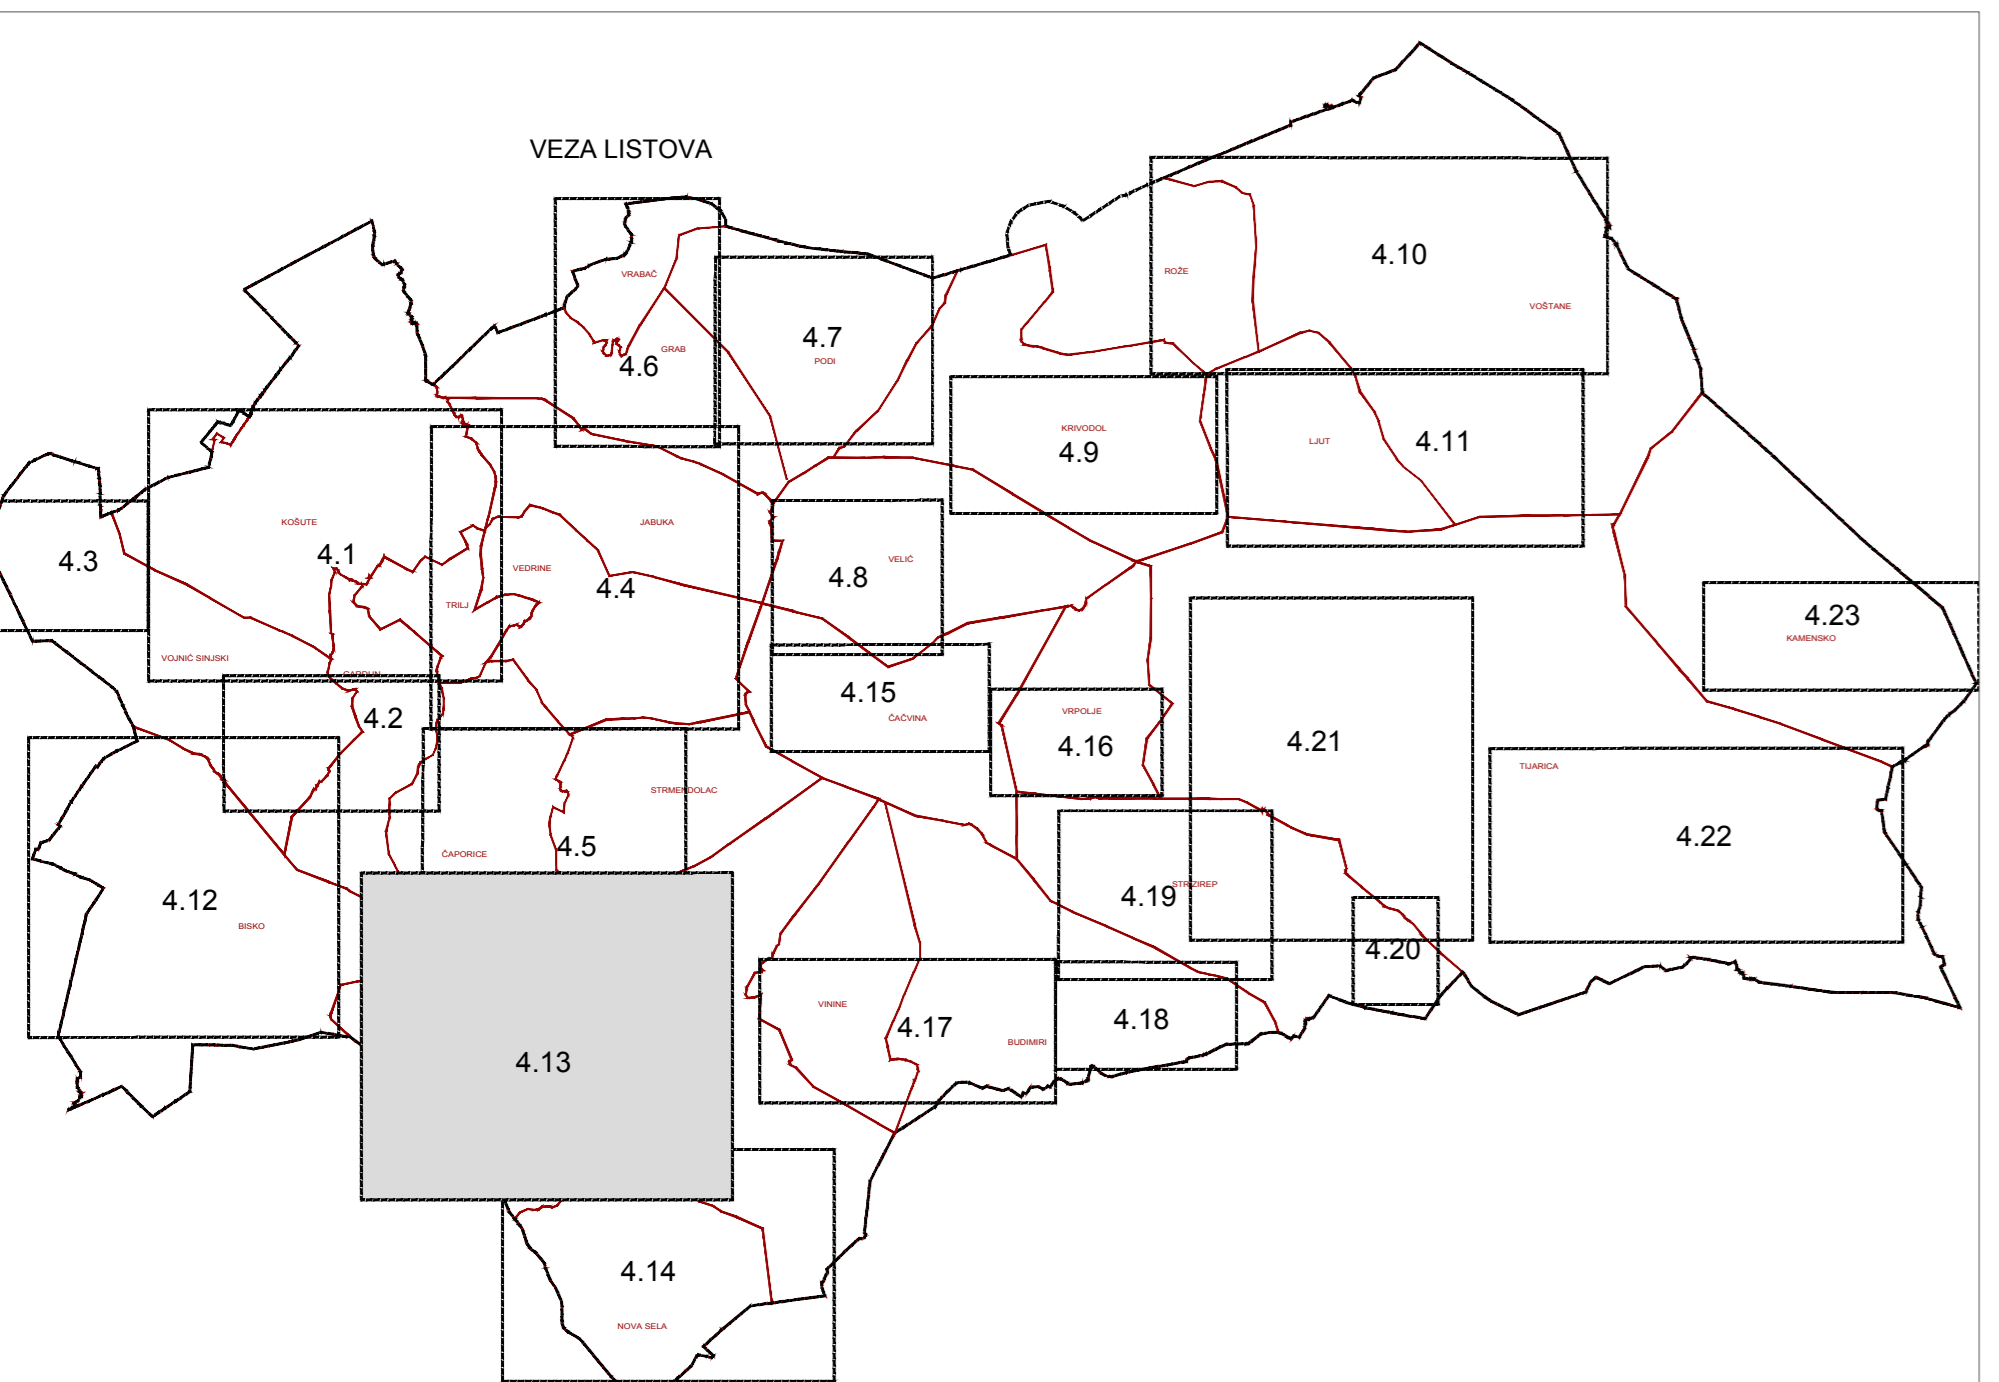 VEZA LISTOVA
4.10
ROŽE
VRABAČ
VOŠTANE
4.7
GRAB
PODI
4.6
KRIVODOL
4.9
LJUT
4.11
KOŠUTE
JABUKA
4.1
4.3
VELIĆ
VEDRINE
4.8
4.4
TRILJ
4.23
KAMENSKO
VOJNIĆ SINJSKI
GARDUN
4.15
4.2
ČAČVINA
VRPOLJE
4.16
4.21
TIJARICA
STRMENDOLAC
4.22
4.5
ČAPORICE
STRIZIREP
4.19
4.12
BISKO
4.20
VININE
4.18
4.17
BUDIMIRI
4.13
4.14
NOVA SELA